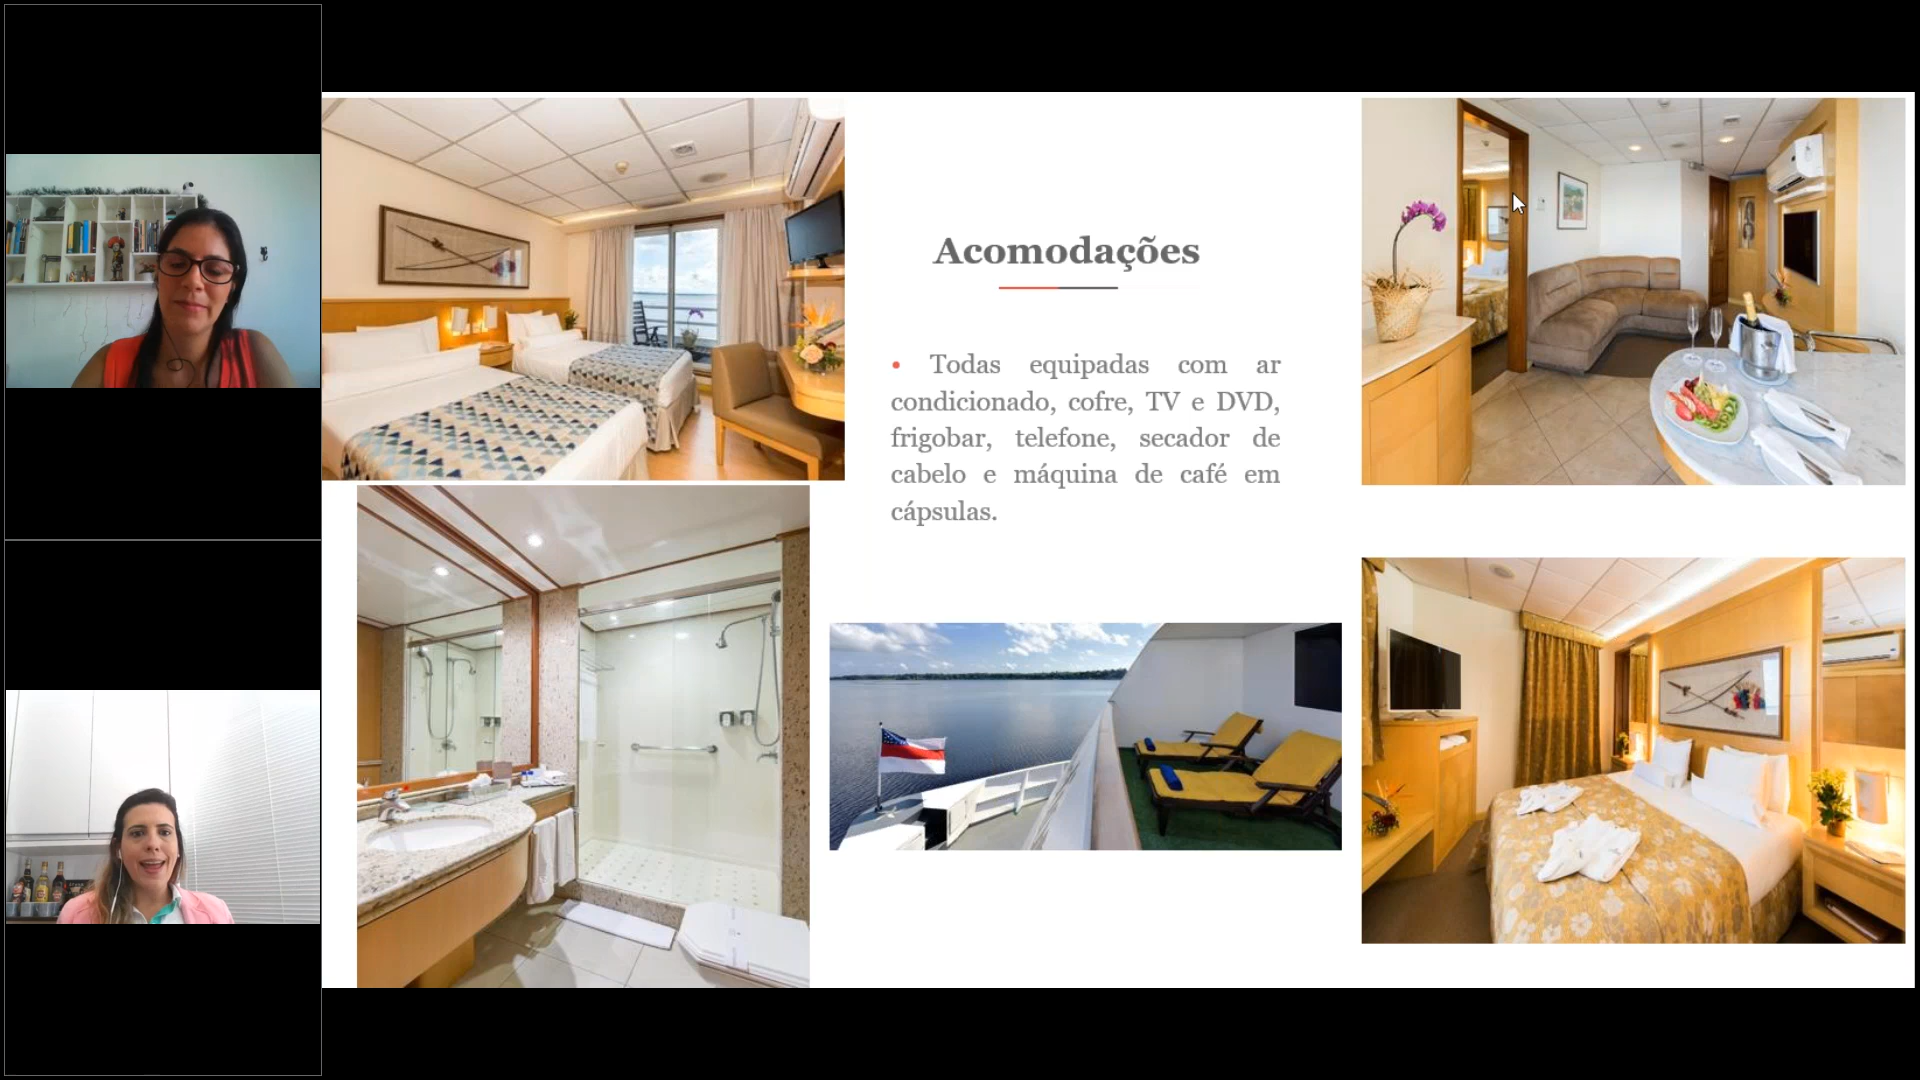 Acomodações
• Todas equipadas com ar
condicionado, cofre, TV e DVD,
frigobar, telefone, secador de
cabelo e máquina de café em
cápsulas.